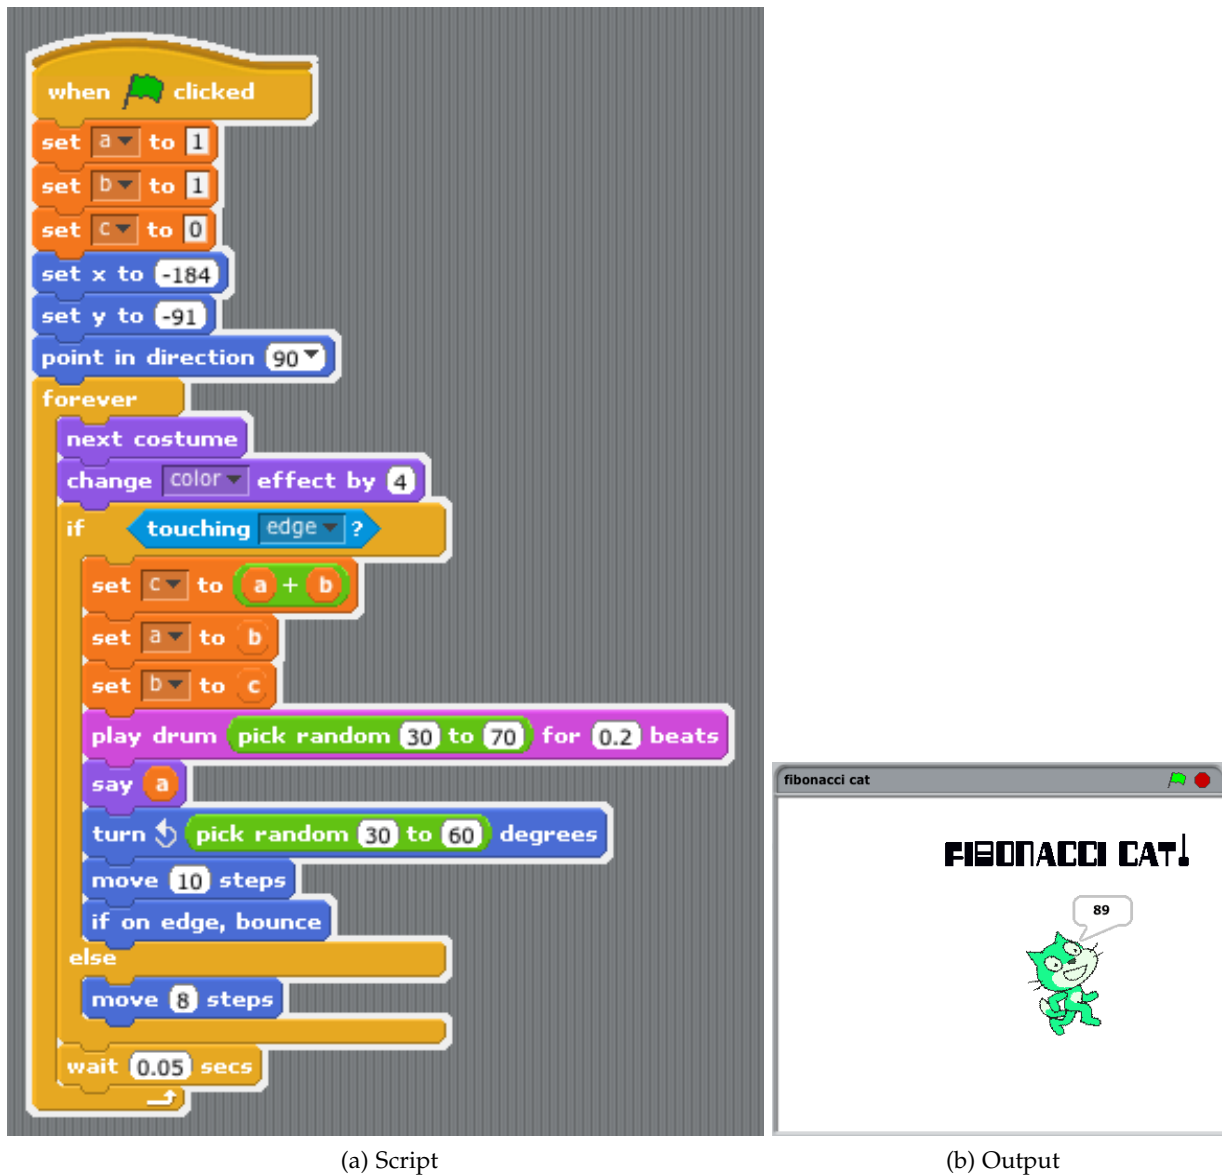 when clicked
set a to 1
set b to 1
set c to 0
set x to -184
set y to -91
point in direction 90
forever
next costume
change color effect by 4
if touching edge ?
set c to a + b
set a to b
set b to c
play drum pick random 30 to 70 for 0.2 beats
say a
turn pick random 30 to 60 degrees
move 10 steps
if on edge, bounce
else
move 8 steps
wait 0.05 secs
(a) Script
fibonacci cat
FIBONACCI CAT!
89
(b) Output